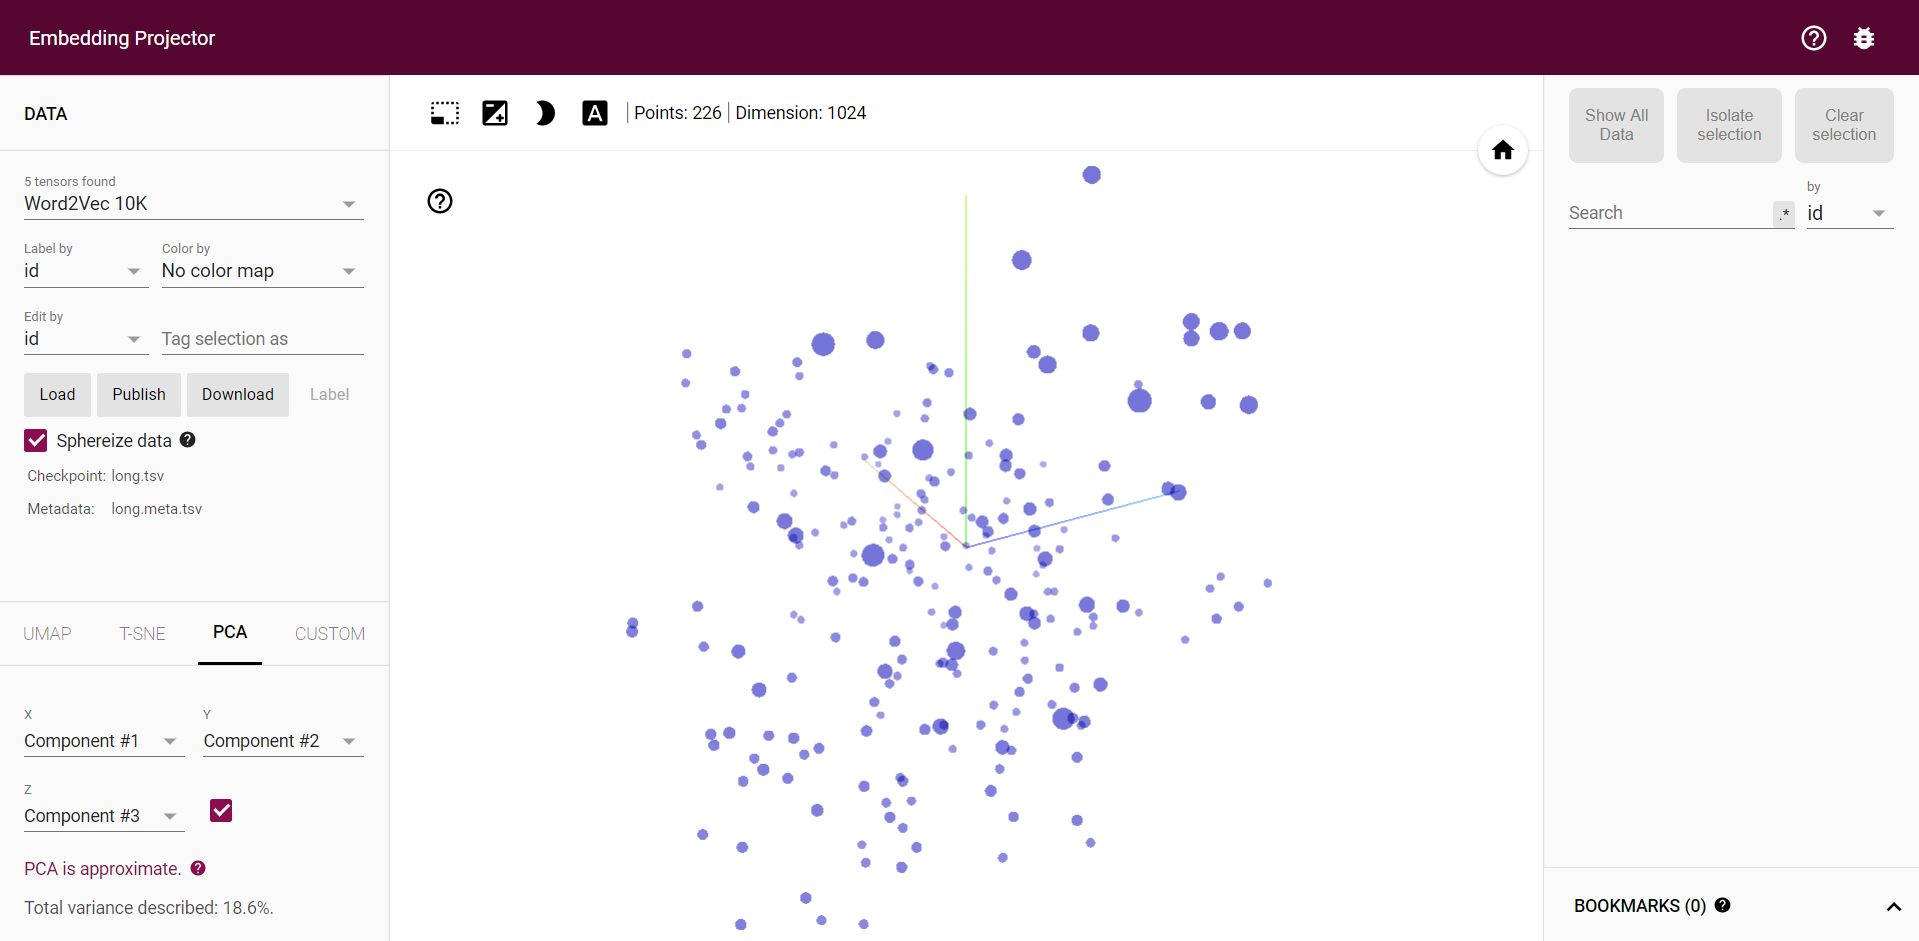 Embedding Projector
DATA
5 tensors found
Word2Vec 10K
Label by
id
Color by
No color map
Edit by
id
Tag selection as
Load
Publish
Download
Label
Sphereize data
Checkpoint: long.tsv
Metadata: long.meta.tsv
UMAP
T-SNE
PCA
CUSTOM
X
Component #1
Y
Component #2
Z
Component #3
PCA is approximate.
Total variance described: 18.6%.
A
Points: 226
Dimension: 1024
Show All
Data
Isolate
selection
Clear
selection
Search
.*
by
id
BOOKMARKS (0)